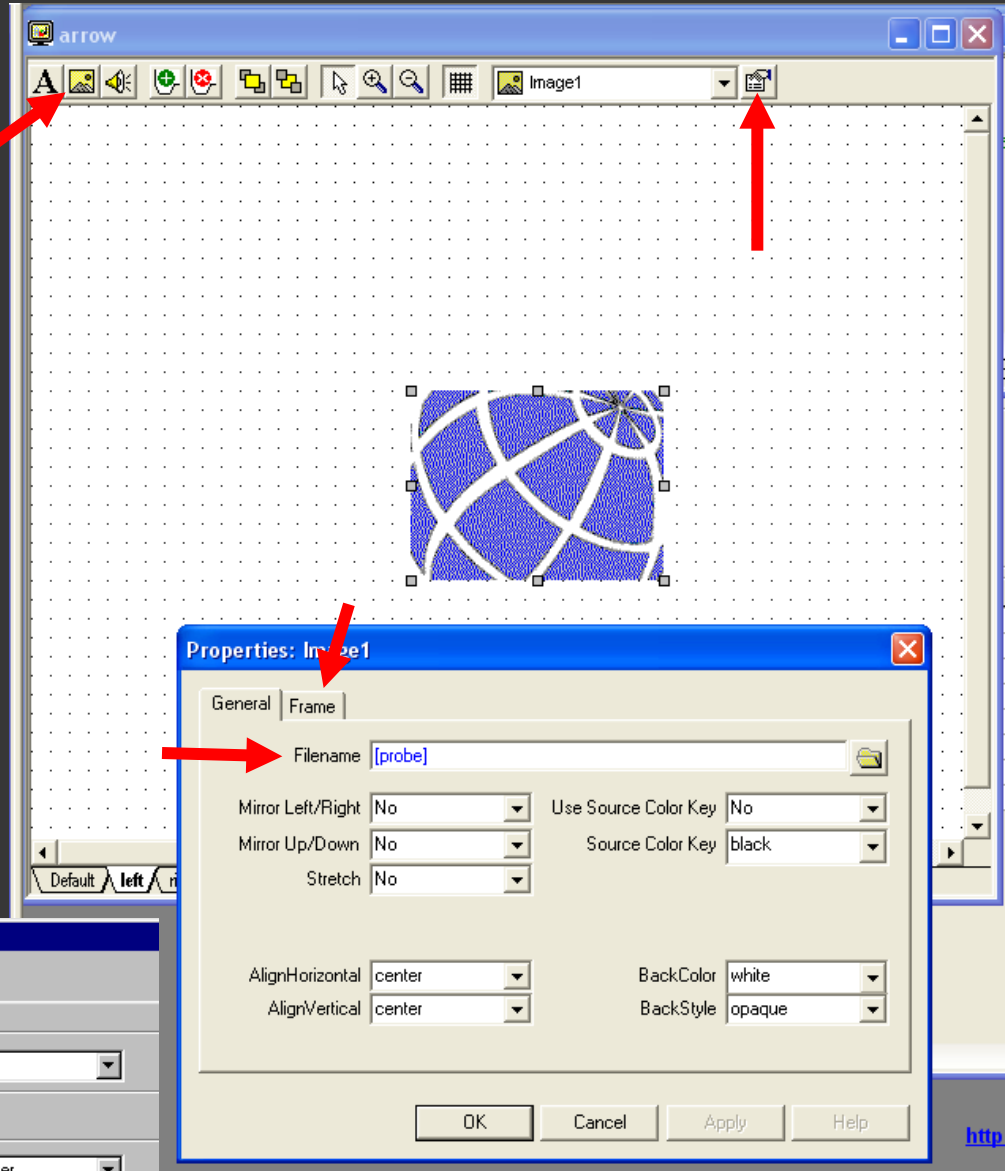 arrow
A Image1
Default left
Properties: Image1
General Frame
Filename [probe]
Mirror Left/Right No Use Source Color Key No
Mirror Up/Down No Source Color Key black
Stretch No
AlignHorizontal center BackColor white
AlignVertical center BackStyle opaque
OK Cancel Apply Help
http